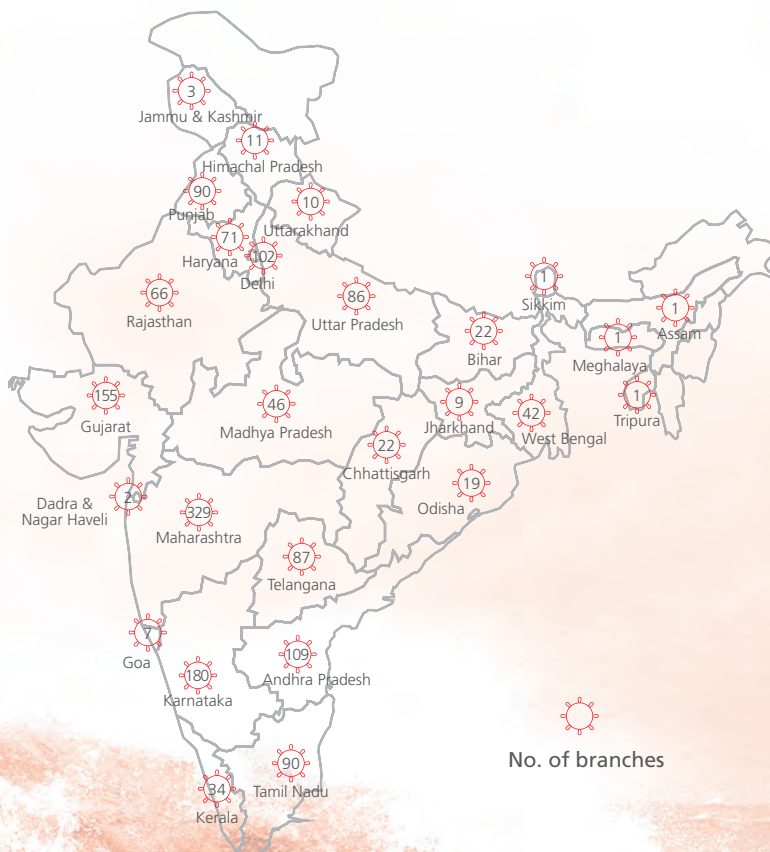 3
Jammu & Kashmir
11
Himachal Pradesh
90
Punjab
10
Uttarakhand
71
Haryana
102
Delhi
66
Rajasthan
86
Uttar Pradesh
1
Sikkim
1
Assam
22
Bihar
1
Meghalaya
155
Gujarat
46
Madhya Pradesh
9
Jharkhand
42
West Bengal
1
Tripura
22
Chhattisgarh
19
Odisha
2
Dadra &
Nagar Haveli
329
Maharashtra
87
Telangana
7
Goa
180
Karnataka
109
Andhra Pradesh
90
Tamil Nadu
34
Kerala
No. of branches